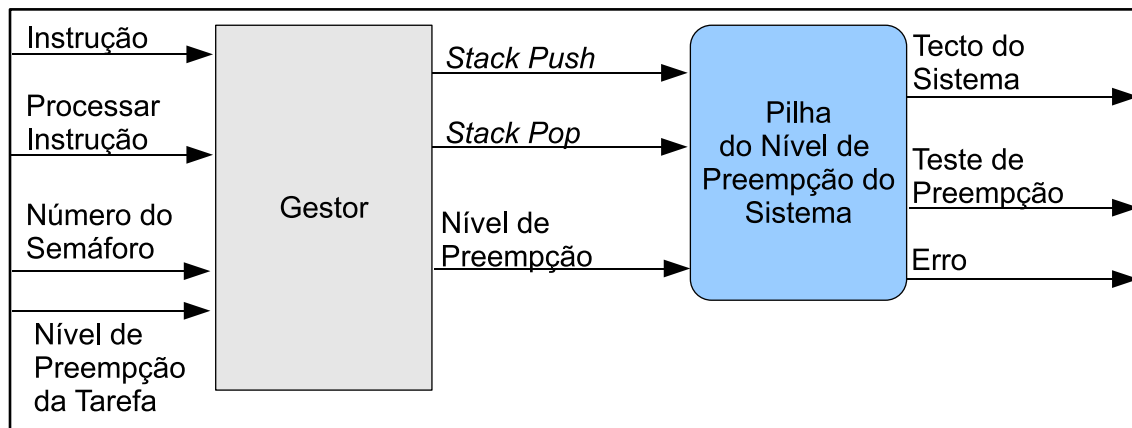 Instrução
Processar
Instrução
Número do
Semáforo
Nível de
Preempção
da Tarefa
Gestor
Stack Push
Stack Pop
Nível de
Preempção
Pilha
do Nível de
Preempção do
Sistema
Tecto do
Sistema
Teste de
Preempção
Erro